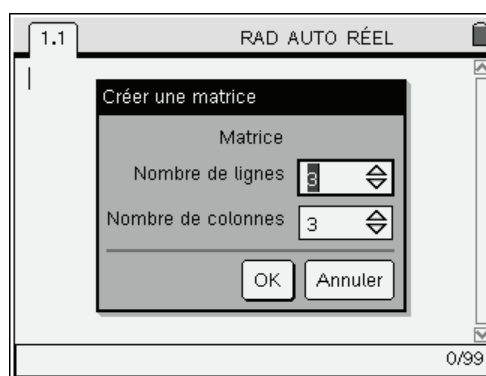 1.1 RAD AUTO RÉEL
Créer une matrice
Matrice
Nombre de lignes 3
Nombre de colonnes 3
OK Annuler
0/99